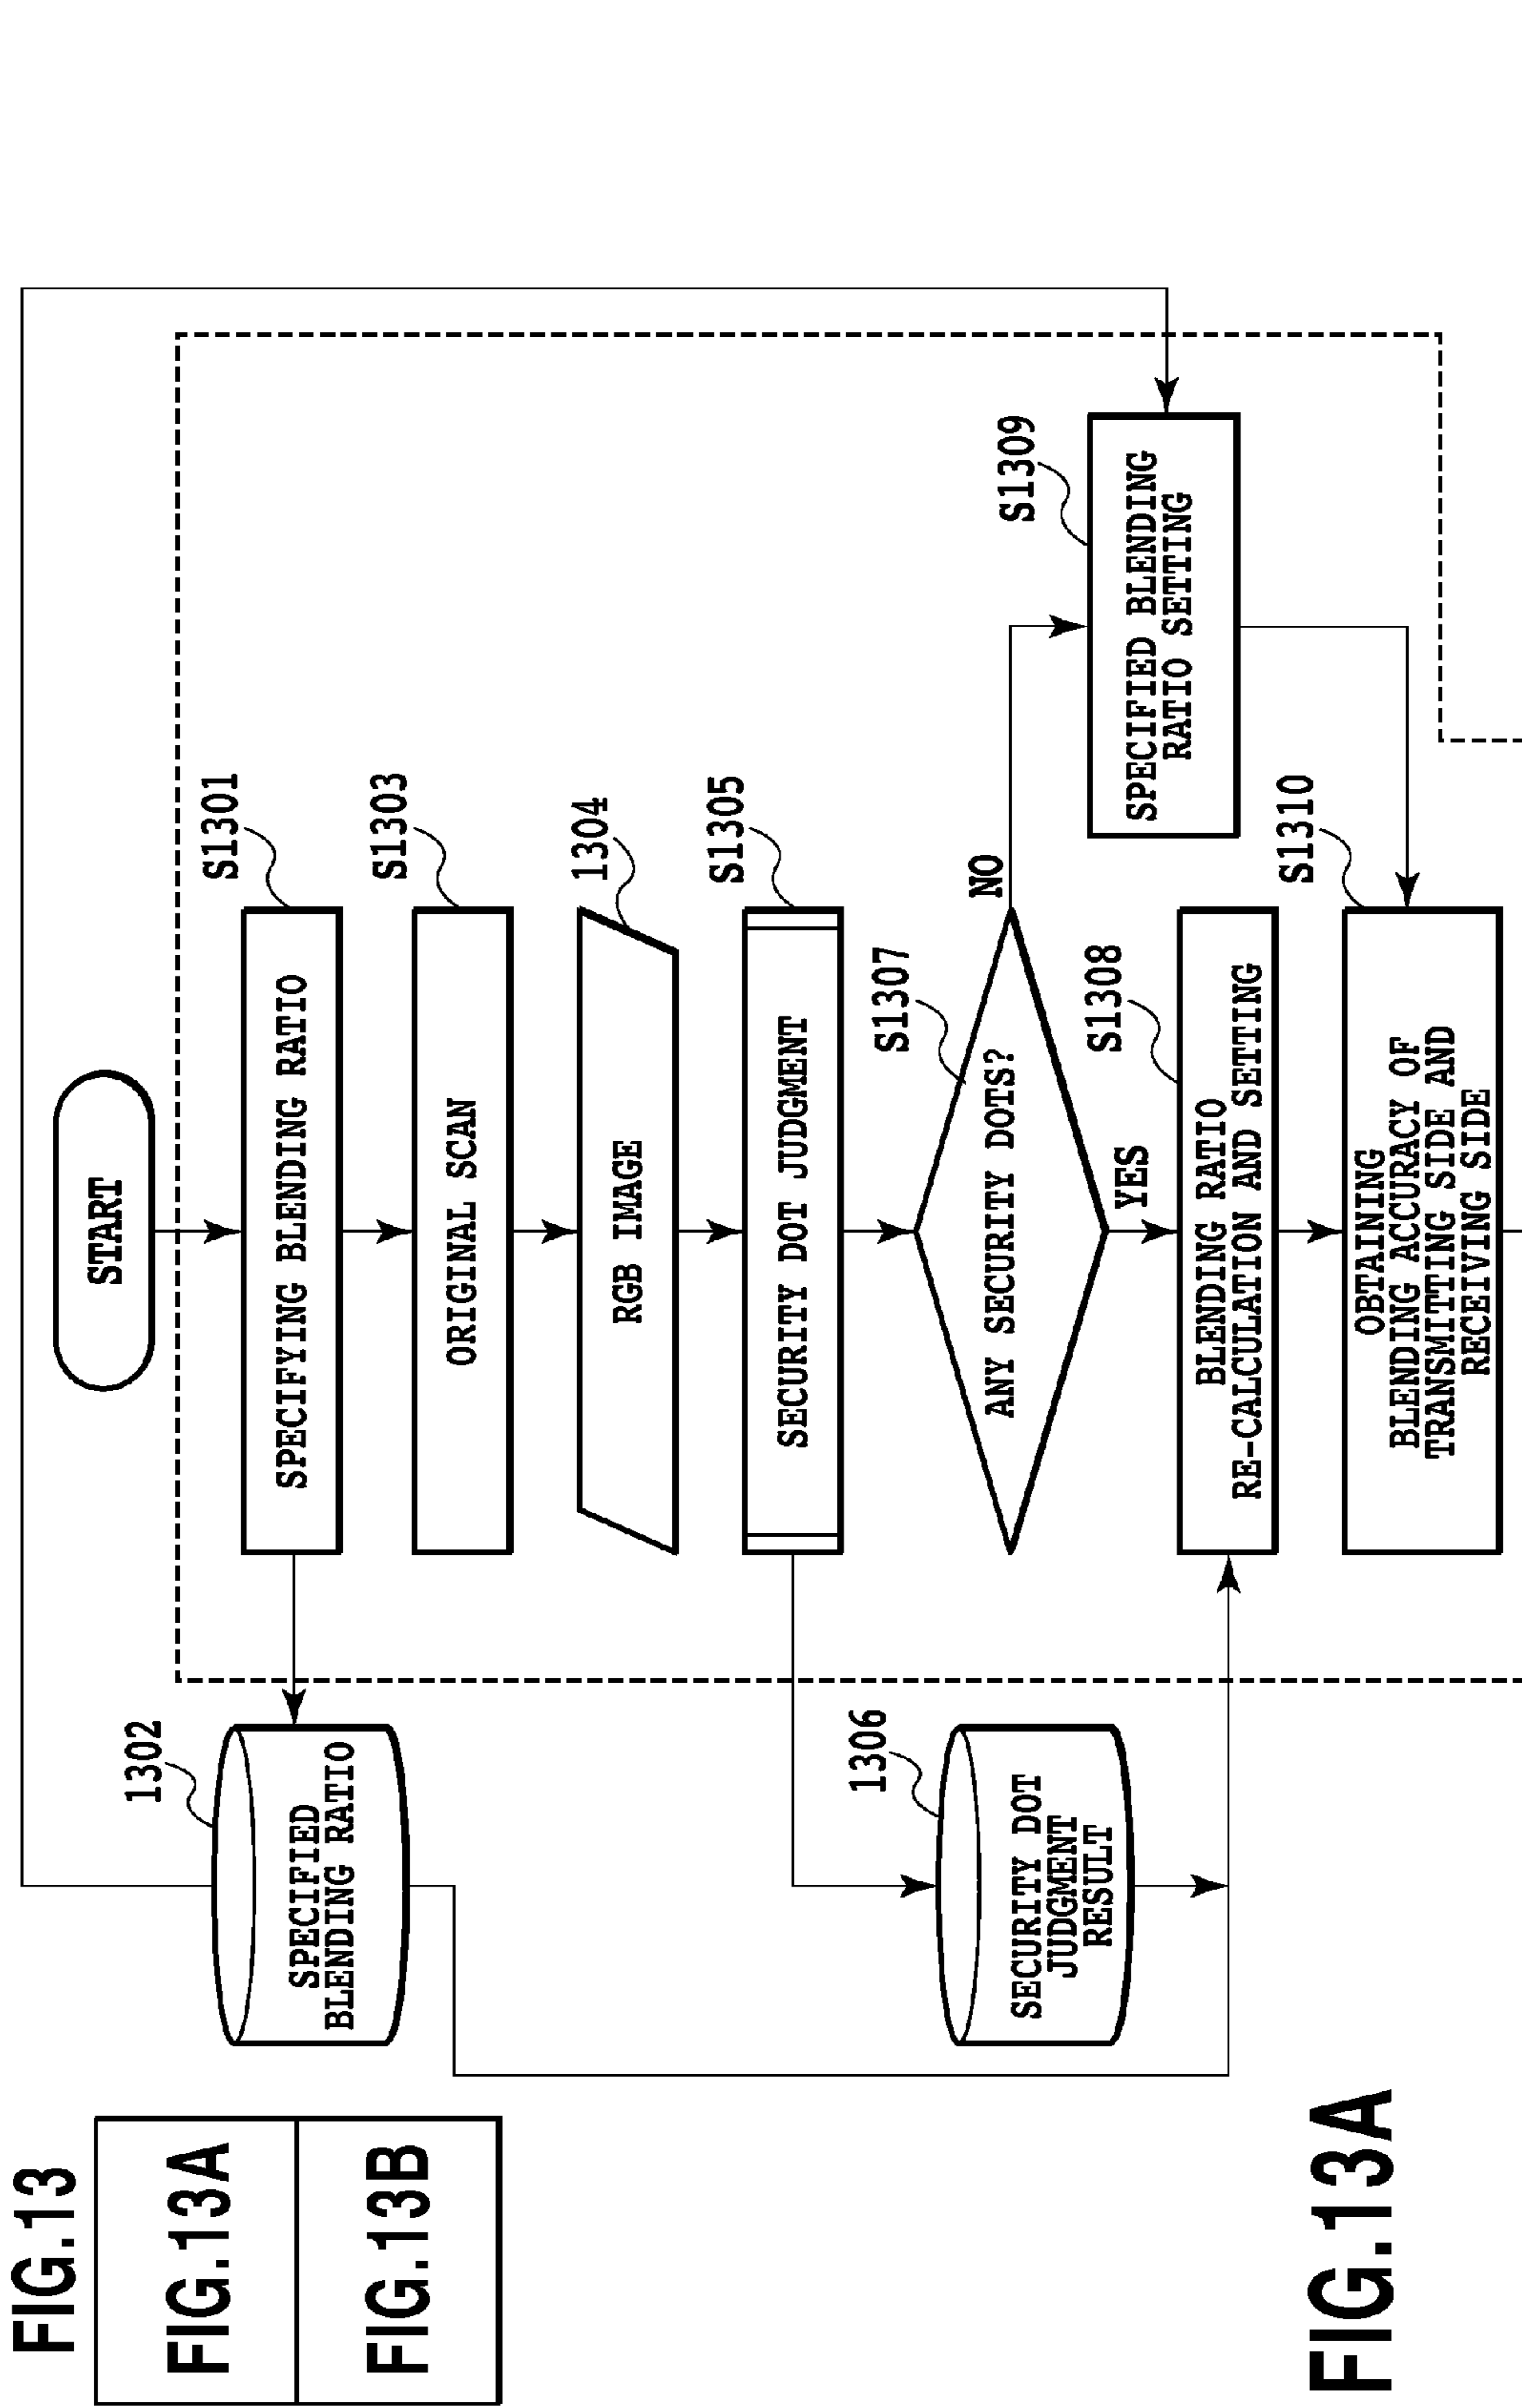 FIG.13
FIG.13A
FIG.13B
START
S1301
SPECIFYING BLENDING RATIO
1302
SPECIFIED
BLENDING RATIO
S1303
ORIGINAL SCAN
1304
RGB IMAGE
S1305
SECURITY DOT JUDGMENT
1306
SECURITY DOT
JUDGMENT
RESULT
S1307
ANY SECURITY DOTS?
NO
YES
S1308
BLENDING RATIO
RE-CALCULATION AND SETTING
S1309
SPECIFIED BLENDING
RATIO SETTING
S1310
OBTAINING
BLENDING ACCURACY OF
TRANSMITTING SIDE AND
RECEIVING SIDE
FIG.13A